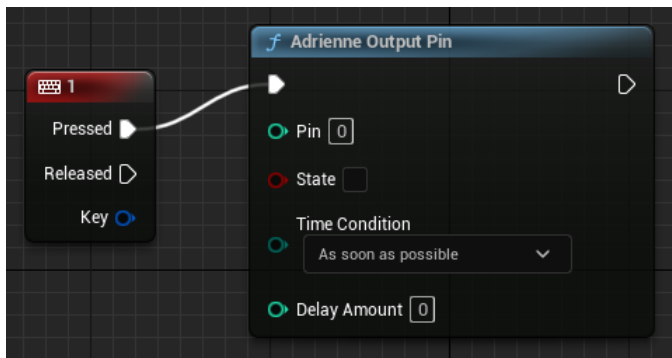 1
Pressed
Released
Key
f Adrienne Output Pin
Pin 0
State
Time Condition
As soon as possible
Delay Amount 0